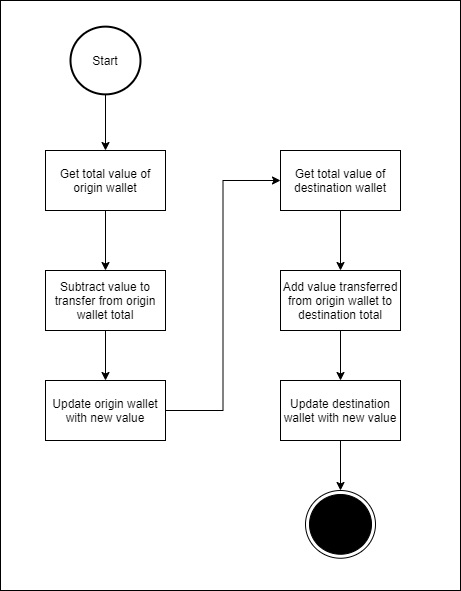 Start
Get total value of
origin wallet
Subtract value to
transfer from origin
wallet total
Update origin wallet
with new value
Get total value of
destination wallet
Add value transferred
from origin wallet to
destination total
Update destination
wallet with new value